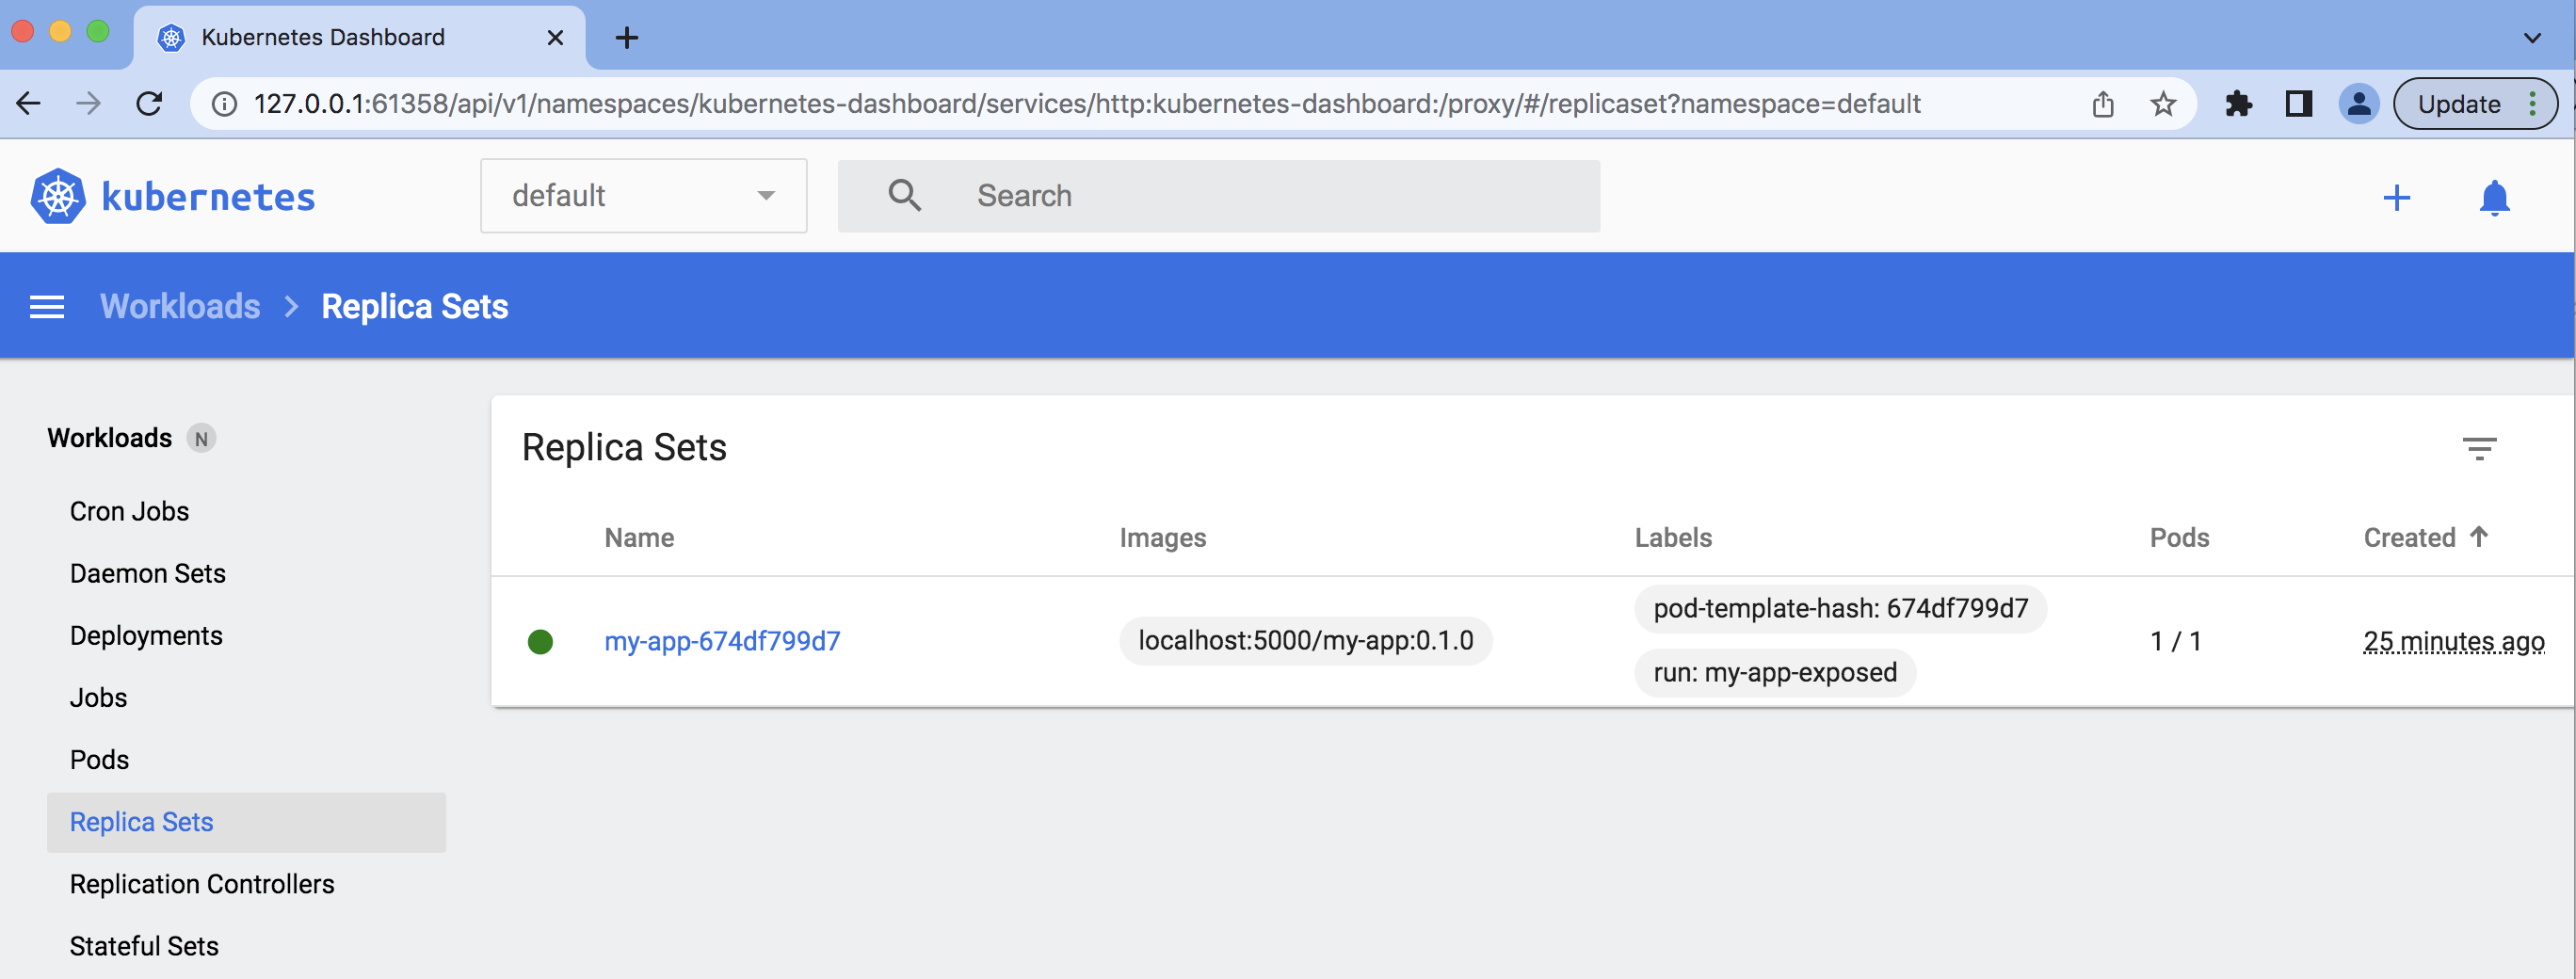 Kubernetes Dashboard
127.0.0.1:61358/api/v1/namespaces/kubernetes-dashboard/services/http:kubernetes-dashboard:/proxy/#/replicaset?namespace=default
Update
kubernetes
default
Search
Workloads > Replica Sets
Workloads N
Cron Jobs
Daemon Sets
Deployments
Jobs
Pods
Replica Sets
Replication Controllers
Stateful Sets
Replica Sets
Name Images Labels Pods Created
my-app-674df799d7 localhost:5000/my-app:0.1.0 pod-template-hash: 674df799d7 1 / 1 25 minutes ago
run: my-app-exposed